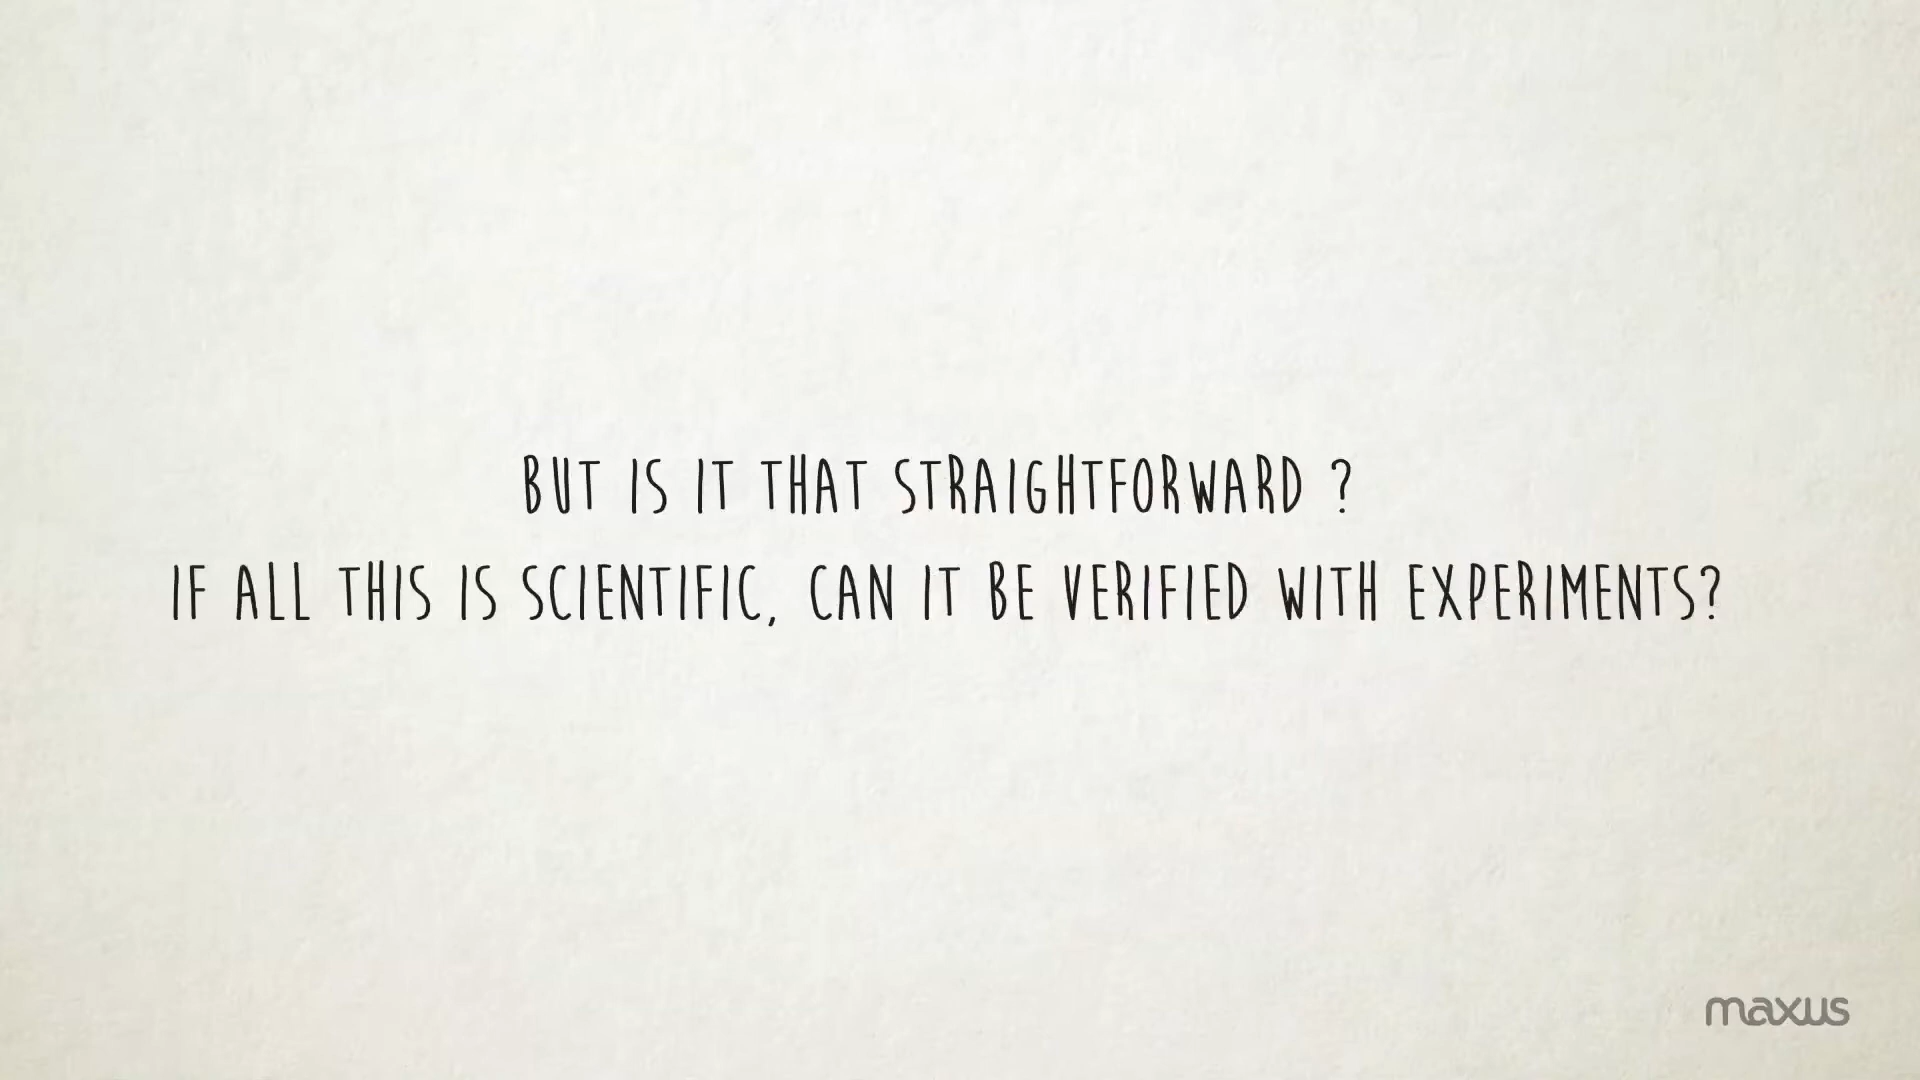 BUT IS IT THAT STRAIGHTFORWARD ?
IF ALL THIS IS SCIENTIFIC, CAN IT BE VERIFIED WITH EXPERIMENTS?
maxus